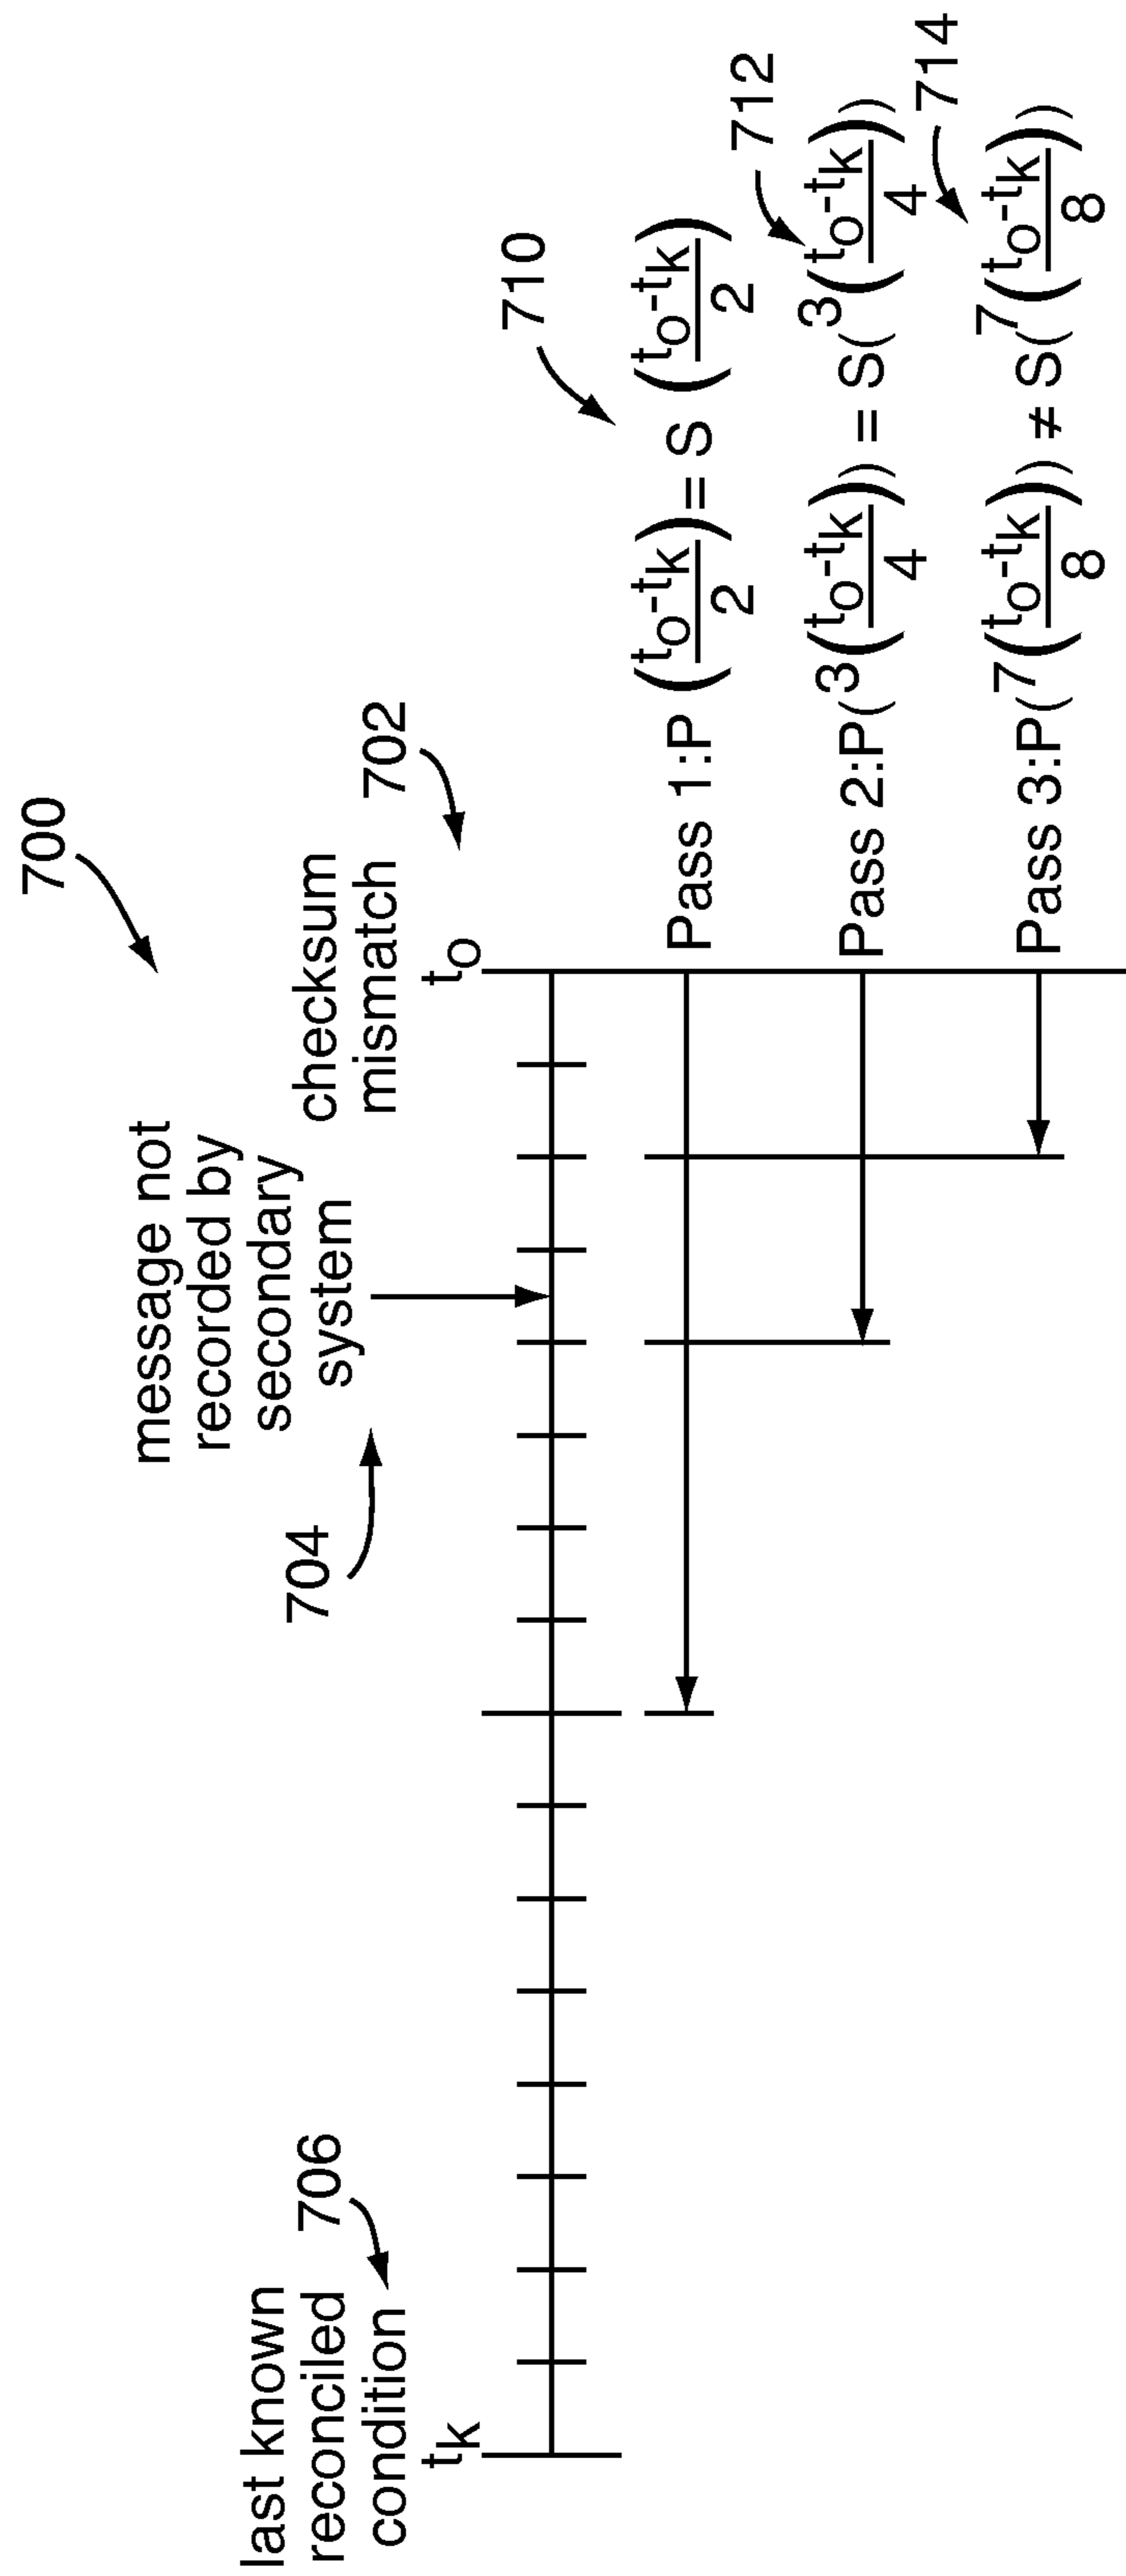 700
message not
recorded by
secondary
system
704
checksum
mismatch
702
t₀
last known
reconciled
condition
706
tₖ
710
Pass 1:P ((t₀-tₖ)/2) = S ((t₀-tₖ)/2)
712
Pass 2:P(3((t₀-tₖ)/4)) = S(3((t₀-tₖ)/4))
714
Pass 3:P(7((t₀-tₖ)/8)) ≠ S(7((t₀-tₖ)/8))